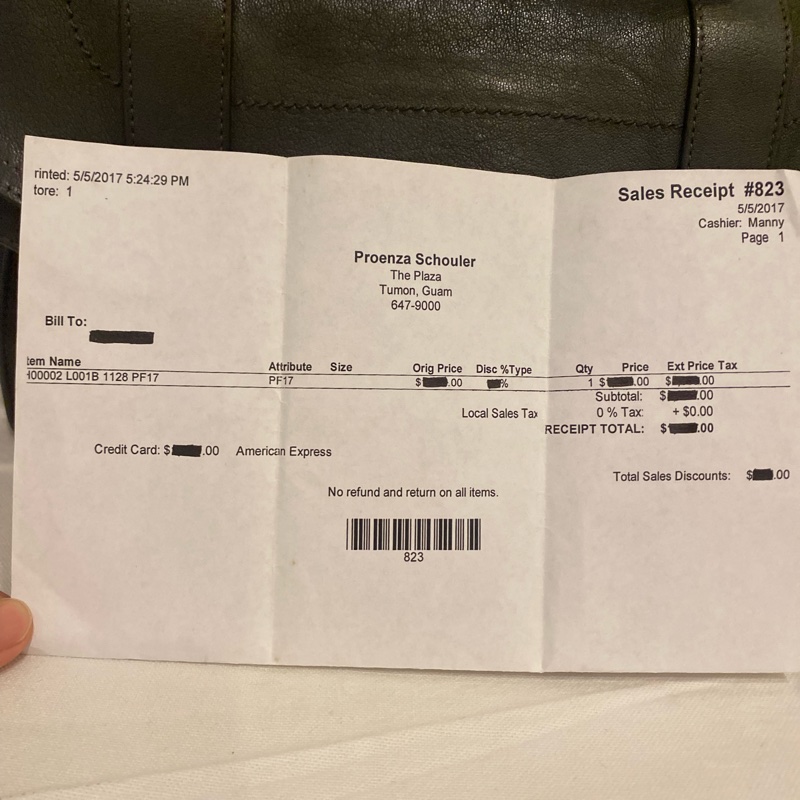 rinted: 5/5/2017 5:24:29 PM
tore: 1
Sales Receipt #823
5/5/2017
Cashier: Manny
Page 1
Proenza Schouler
The Plaza
Tumon, Guam
647-9000
Bill To:
tem Name Attribute Size Orig Price Disc % Type Qty Price Ext Price Tax
H00002 L001B 1128 PF17 PF17 $ .00 % 1 $ .00 $ .00
Subtotal: $ .00
Local Sales Tax 0 % Tax: + $0.00
RECEIPT TOTAL: $ .00
Credit Card: $ .00 American Express
Total Sales Discounts: $ .00
No refund and return on all items.
823